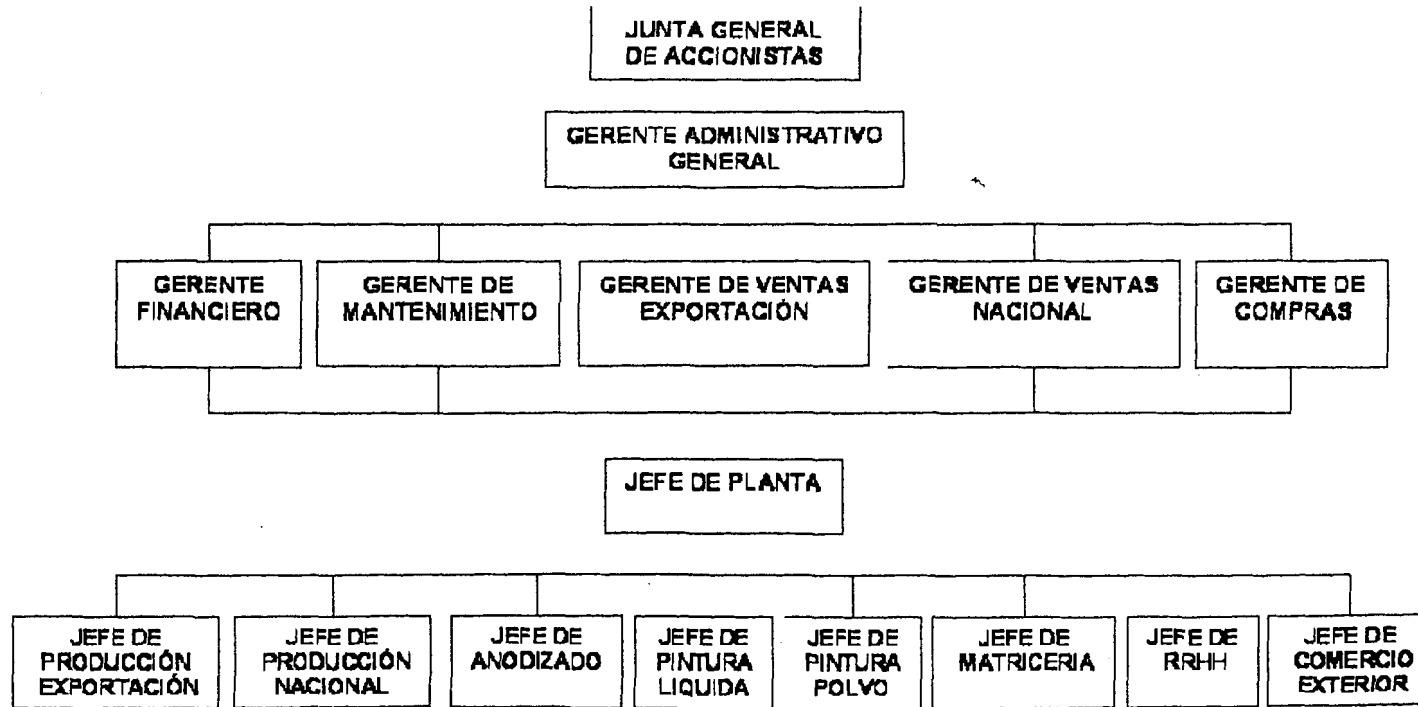 JUNTA GENERAL
DE ACCIONISTAS
GERENTE ADMINISTRATIVO
GENERAL
GERENTE
FINANCIERO
GERENTE DE
MANTENIMIENTO
GERENTE DE VENTAS
EXPORTACIÓN
GERENTE DE VENTAS
NACIONAL
GERENTE DE
COMPRAS
JEFE DE PLANTA
JEFE DE
PRODUCCIÓN
EXPORTACIÓN
JEFE DE
PRODUCCIÓN
NACIONAL
JEFE DE
ANODIZADO
JEFE DE
PINTURA
LIQUIDA
JEFE DE
PINTURA
POLVO
JEFE DE
MATRICERIA
JEFE DE
RRHH
JEFE DE
COMERCIO
EXTERIOR